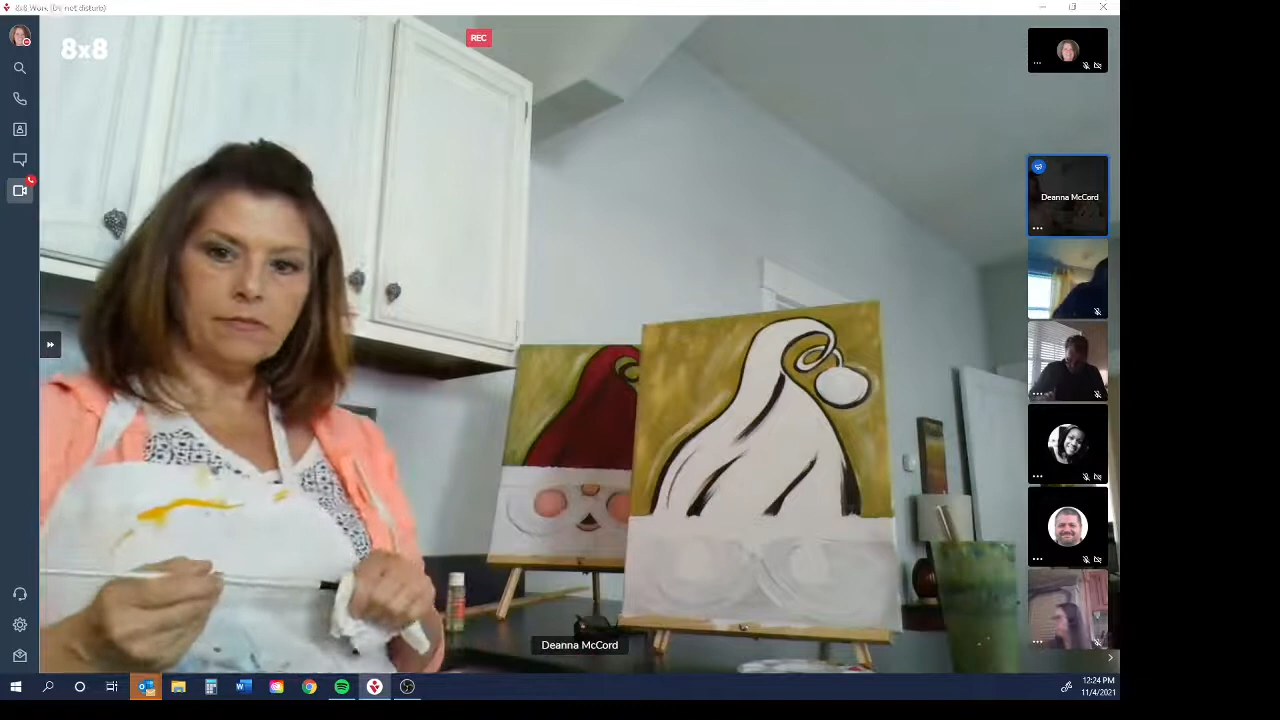 8x8 Work (Do not disturb)
8x8
REC
Deanna McCord
Deanna McCord
12:24 PM
11/4/2021